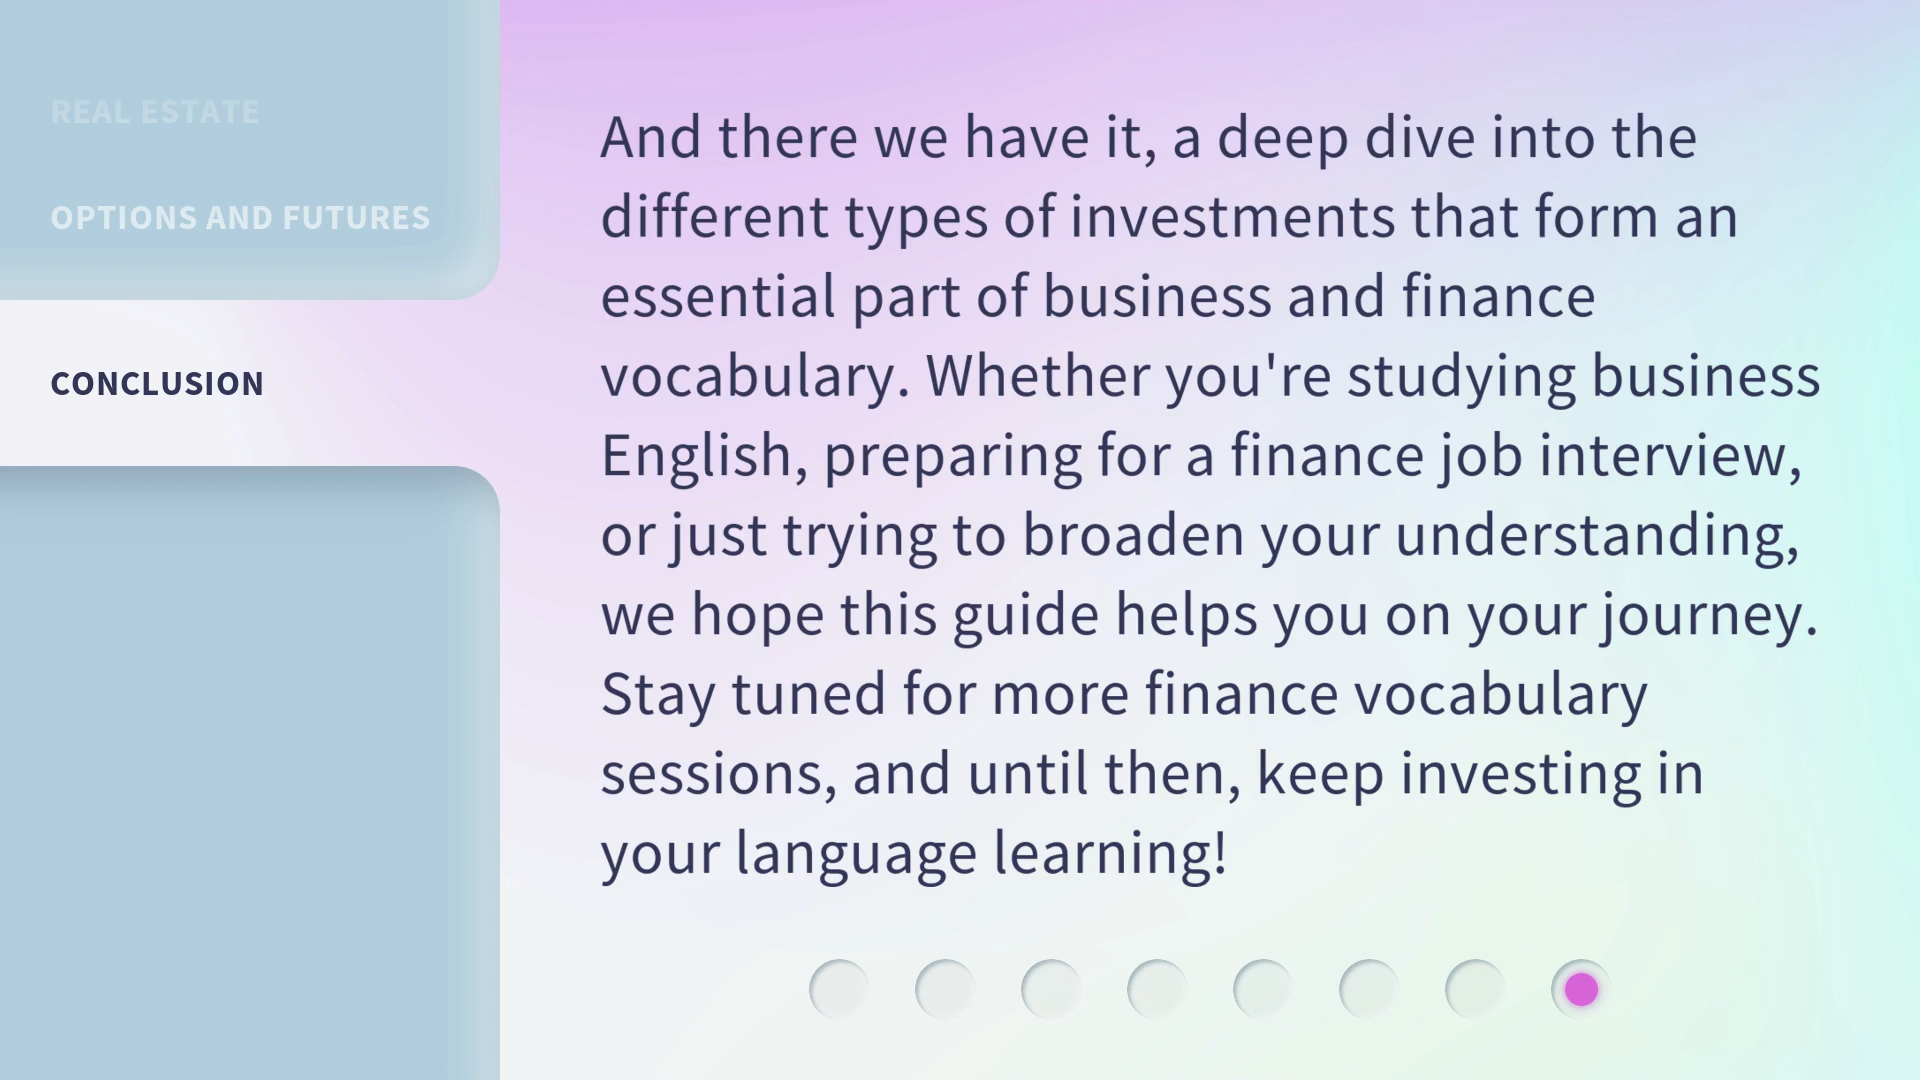 REAL ESTATE
OPTIONS AND FUTURES
CONCLUSION
And there we have it, a deep dive into the
different types of investments that form an
essential part of business and finance
vocabulary. Whether you're studying business
English, preparing for a finance job interview,
or just trying to broaden your understanding,
we hope this guide helps you on your journey.
Stay tuned for more finance vocabulary
sessions, and until then, keep investing in
your language learning!